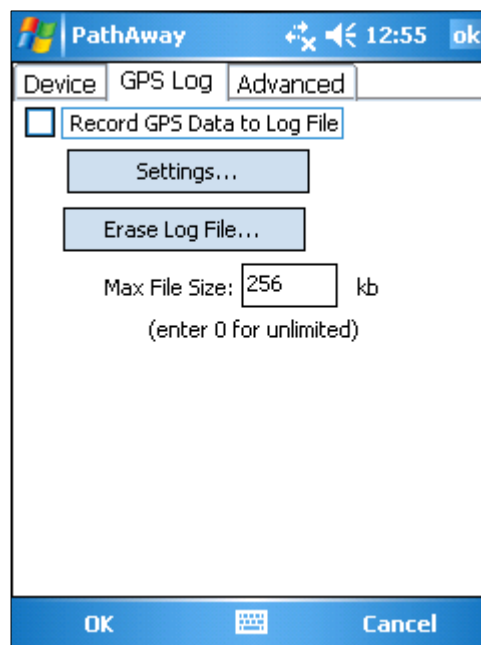 PathAway 12:55 ok
Device GPS Log Advanced
Record GPS Data to Log File
Settings...
Erase Log File...
Max File Size: 256 kb
(enter 0 for unlimited)
OK Cancel